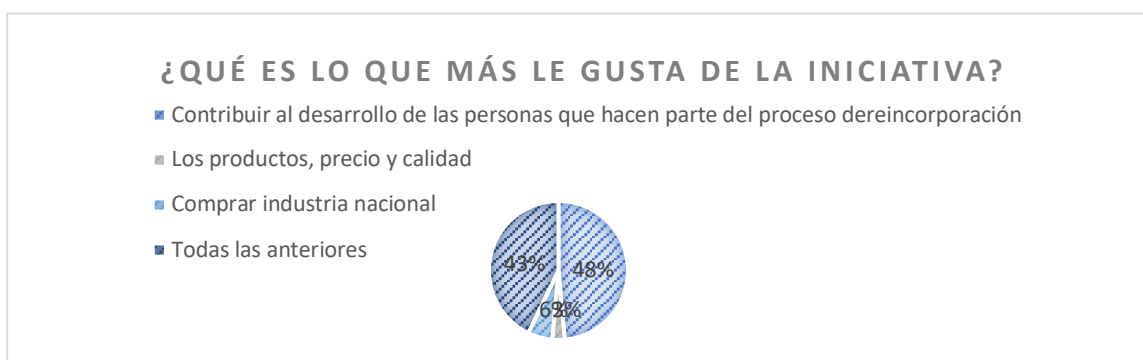 ¿QUÉ ES LO QUE MÁS LE GUSTA DE LA INICIATIVA?
Contribuir al desarrollo de las personas que hacen parte del proceso dereincorporación
Los productos, precio y calidad
Comprar industria nacional
Todas las anteriores
43%
48%
6%
3%